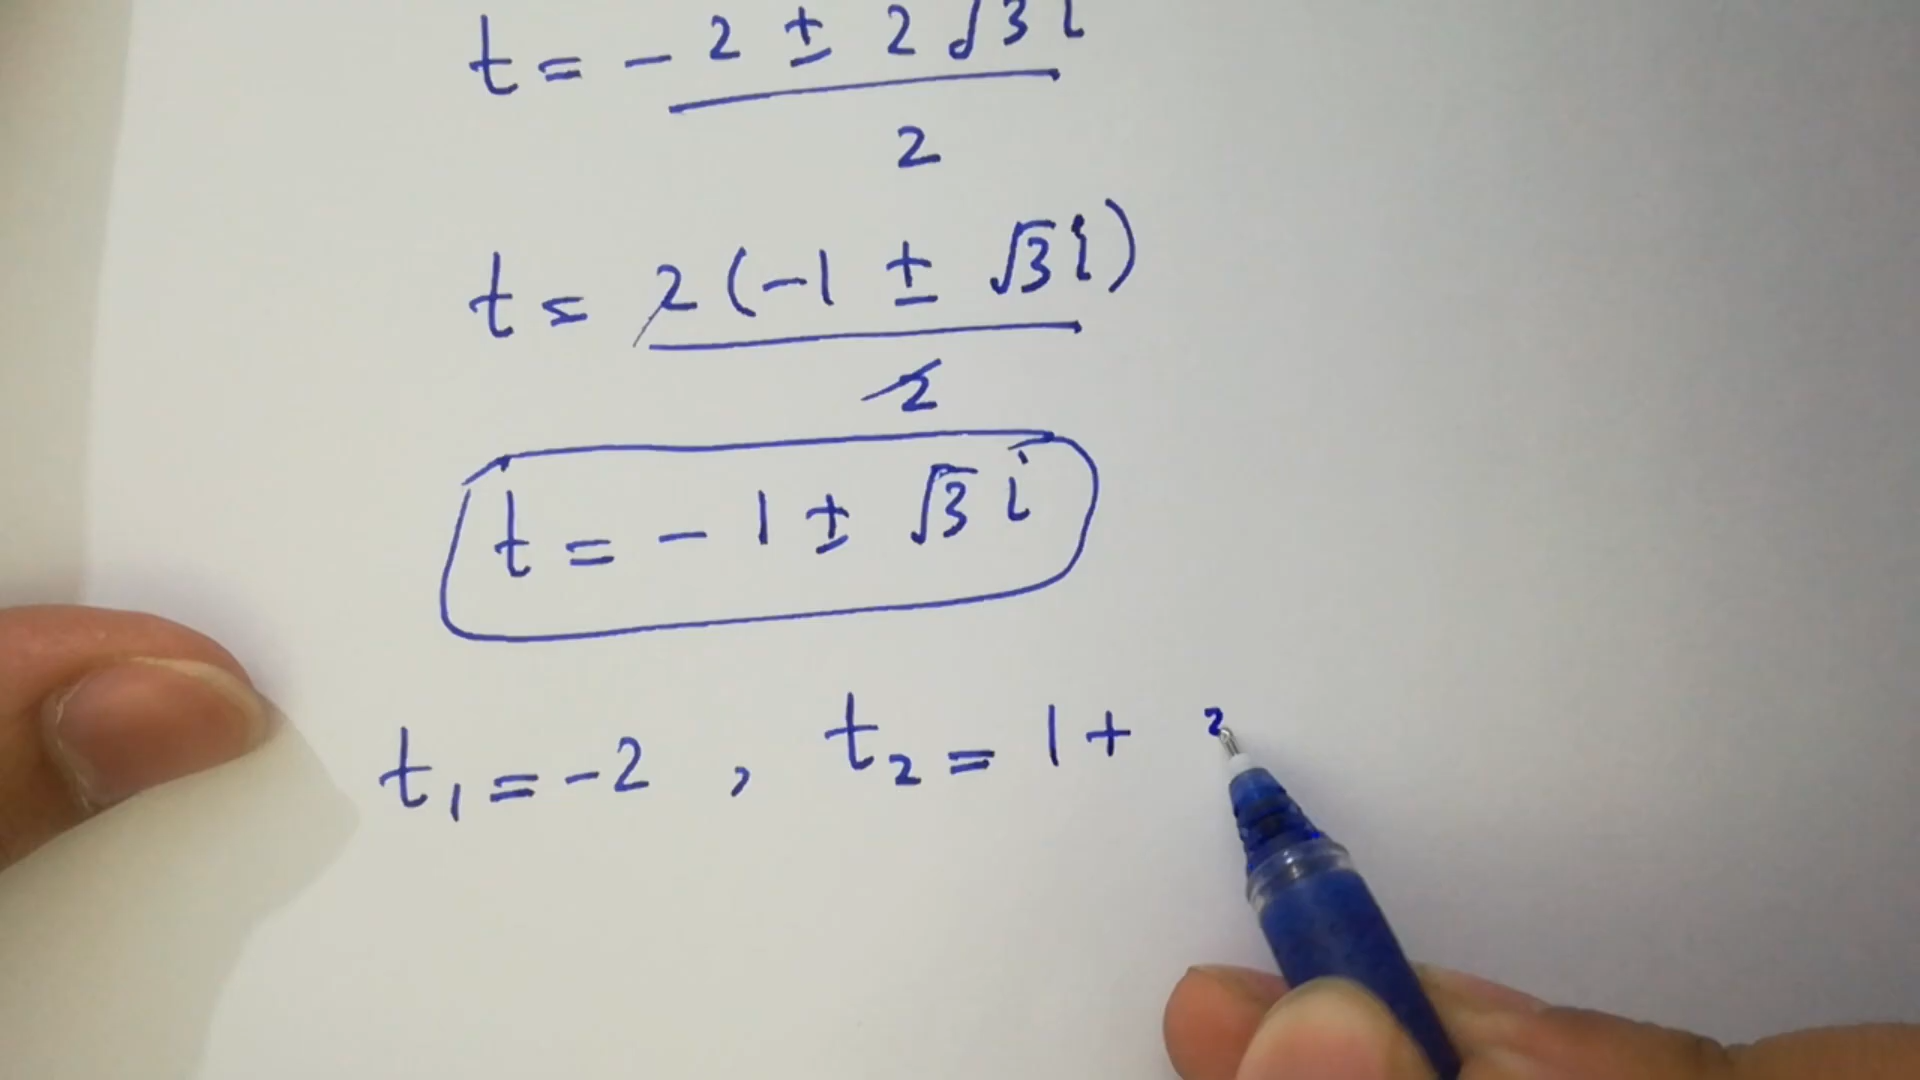 t = - 2 ± 2 √3 i
2
t = 2 ( -1 ± √3 i )
2
t = - 1 ± √3 i
t₁ = -2 , t₂ = 1 +